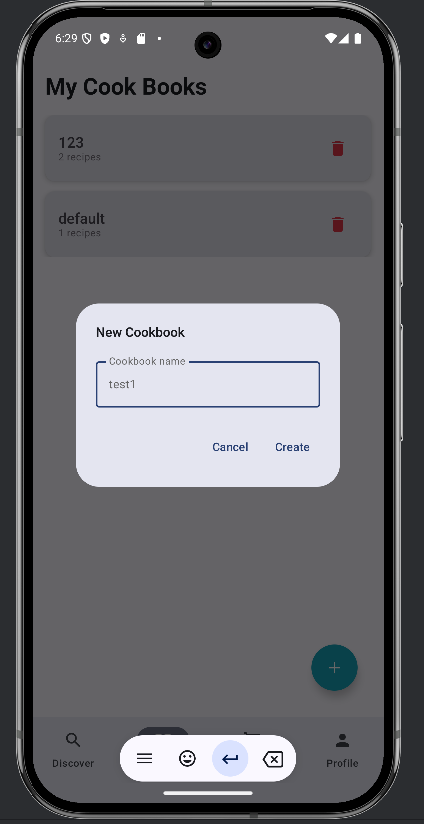 6:29
My Cook Books
123
2 recipes
default
1 recipes
New Cookbook
Cookbook name
test1
Cancel
Create
Discover
Profile